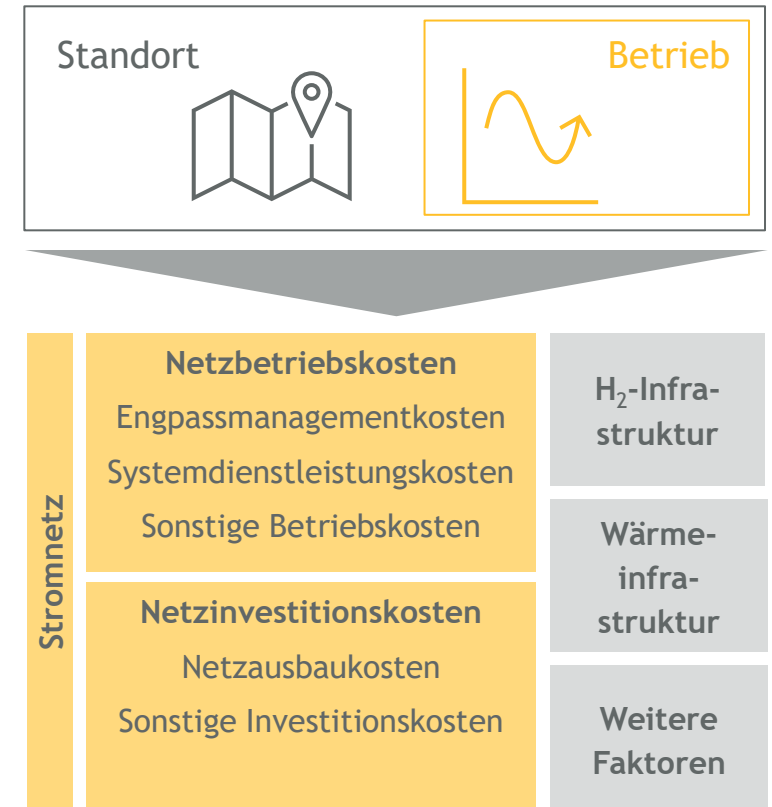 Standort
Betrieb
Stromnetz
Netzbetriebskosten
Engpassmanagementkosten
Systemdienstleistungskosten
Sonstige Betriebskosten
Netzinvestitionskosten
Netzausbaukosten
Sonstige Investitionskosten
H₂-Infra-
struktur
Wärme-
infra-
struktur
Weitere
Faktoren